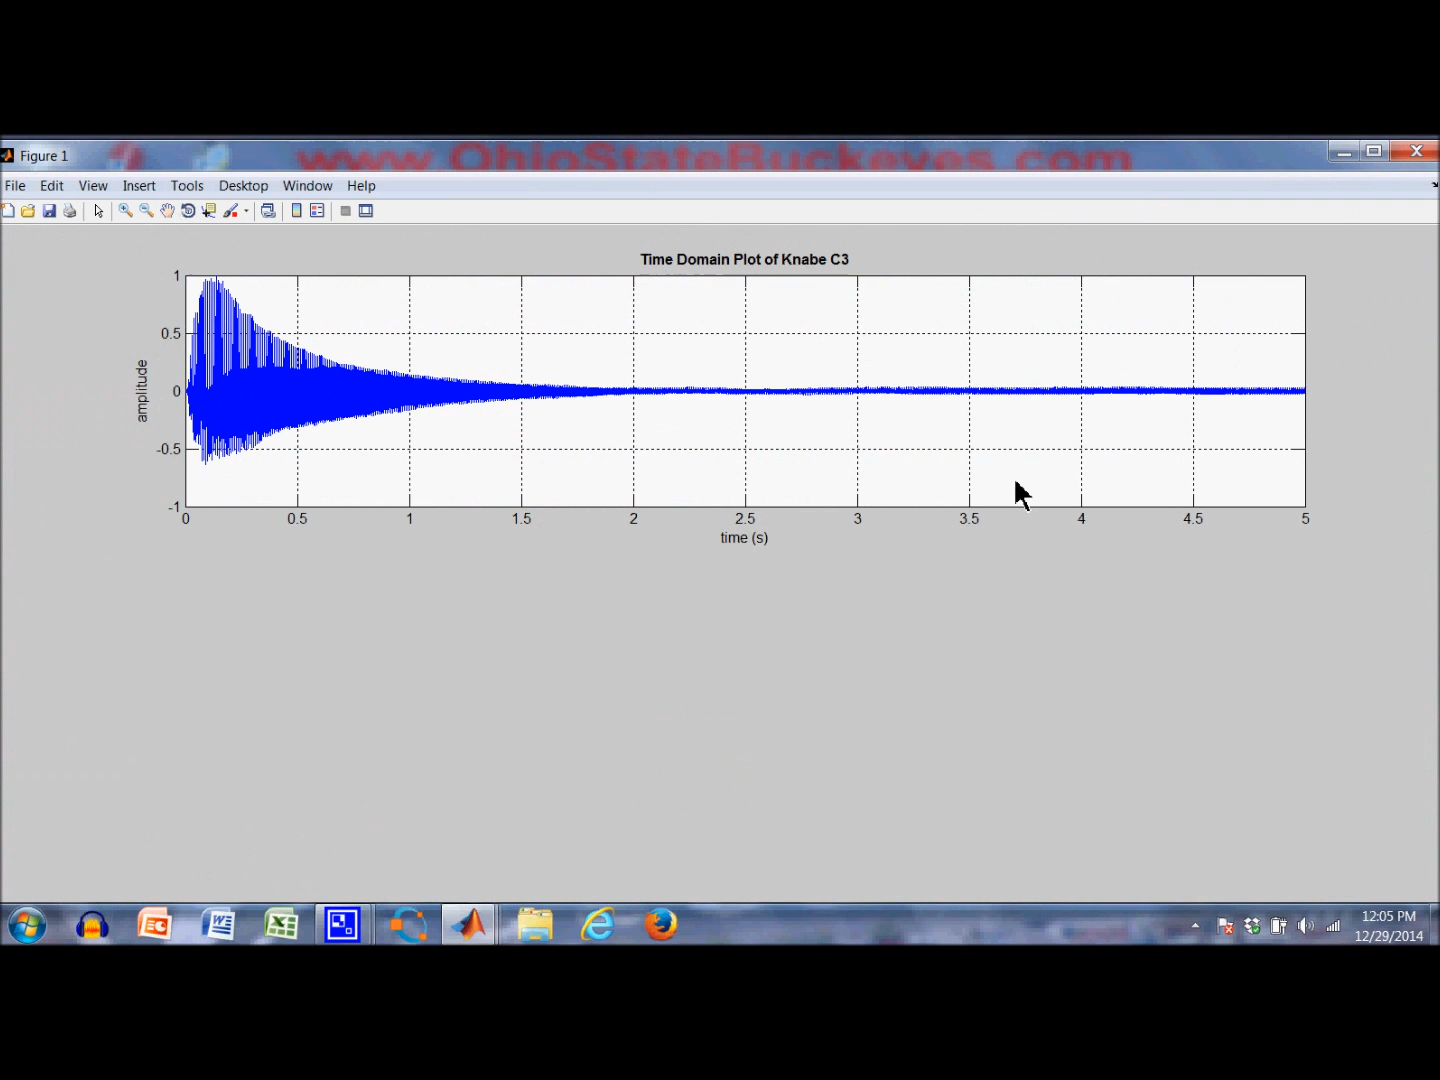 Figure 1
www.OhioStateBuckeyes.com
File Edit View Insert Tools Desktop Window Help
Time Domain Plot of Knabe C3
1
0.5
0
-0.5
-1
amplitude
0 0.5 1 1.5 2 2.5 3 3.5 4 4.5 5
time (s)
12:05 PM
12/29/2014